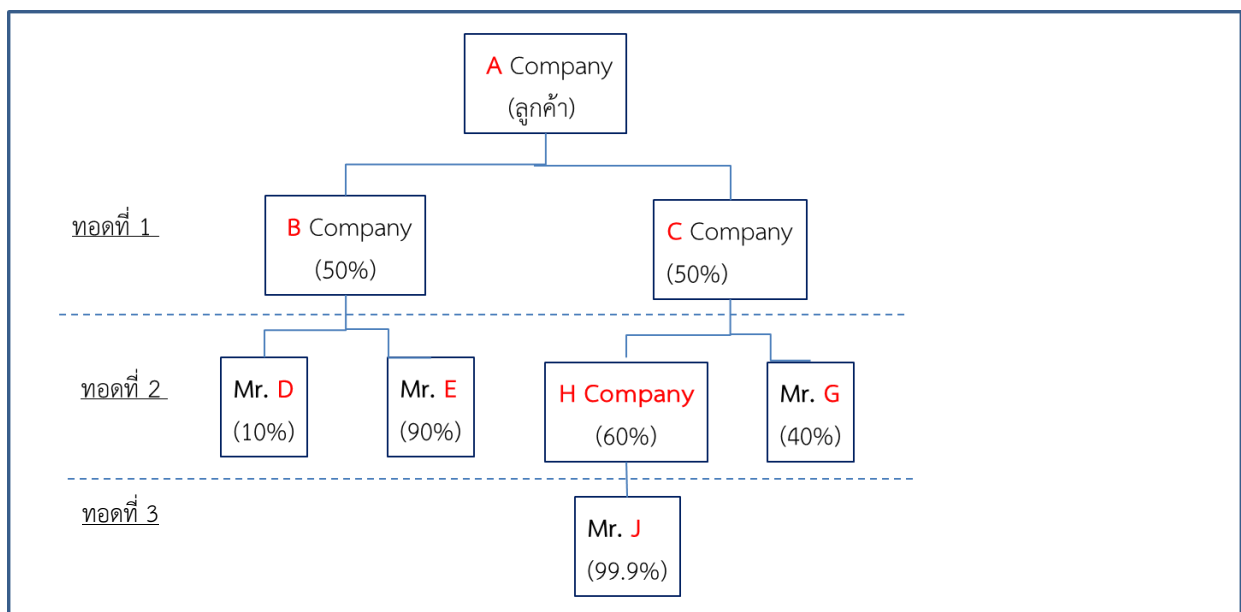 A Company
(ลูกค้า)
ทอดที่ 1
B Company
(50%)
C Company
(50%)
ทอดที่ 2
Mr. D
(10%)
Mr. E
(90%)
H Company
(60%)
Mr. G
(40%)
ทอดที่ 3
Mr. J
(99.9%)